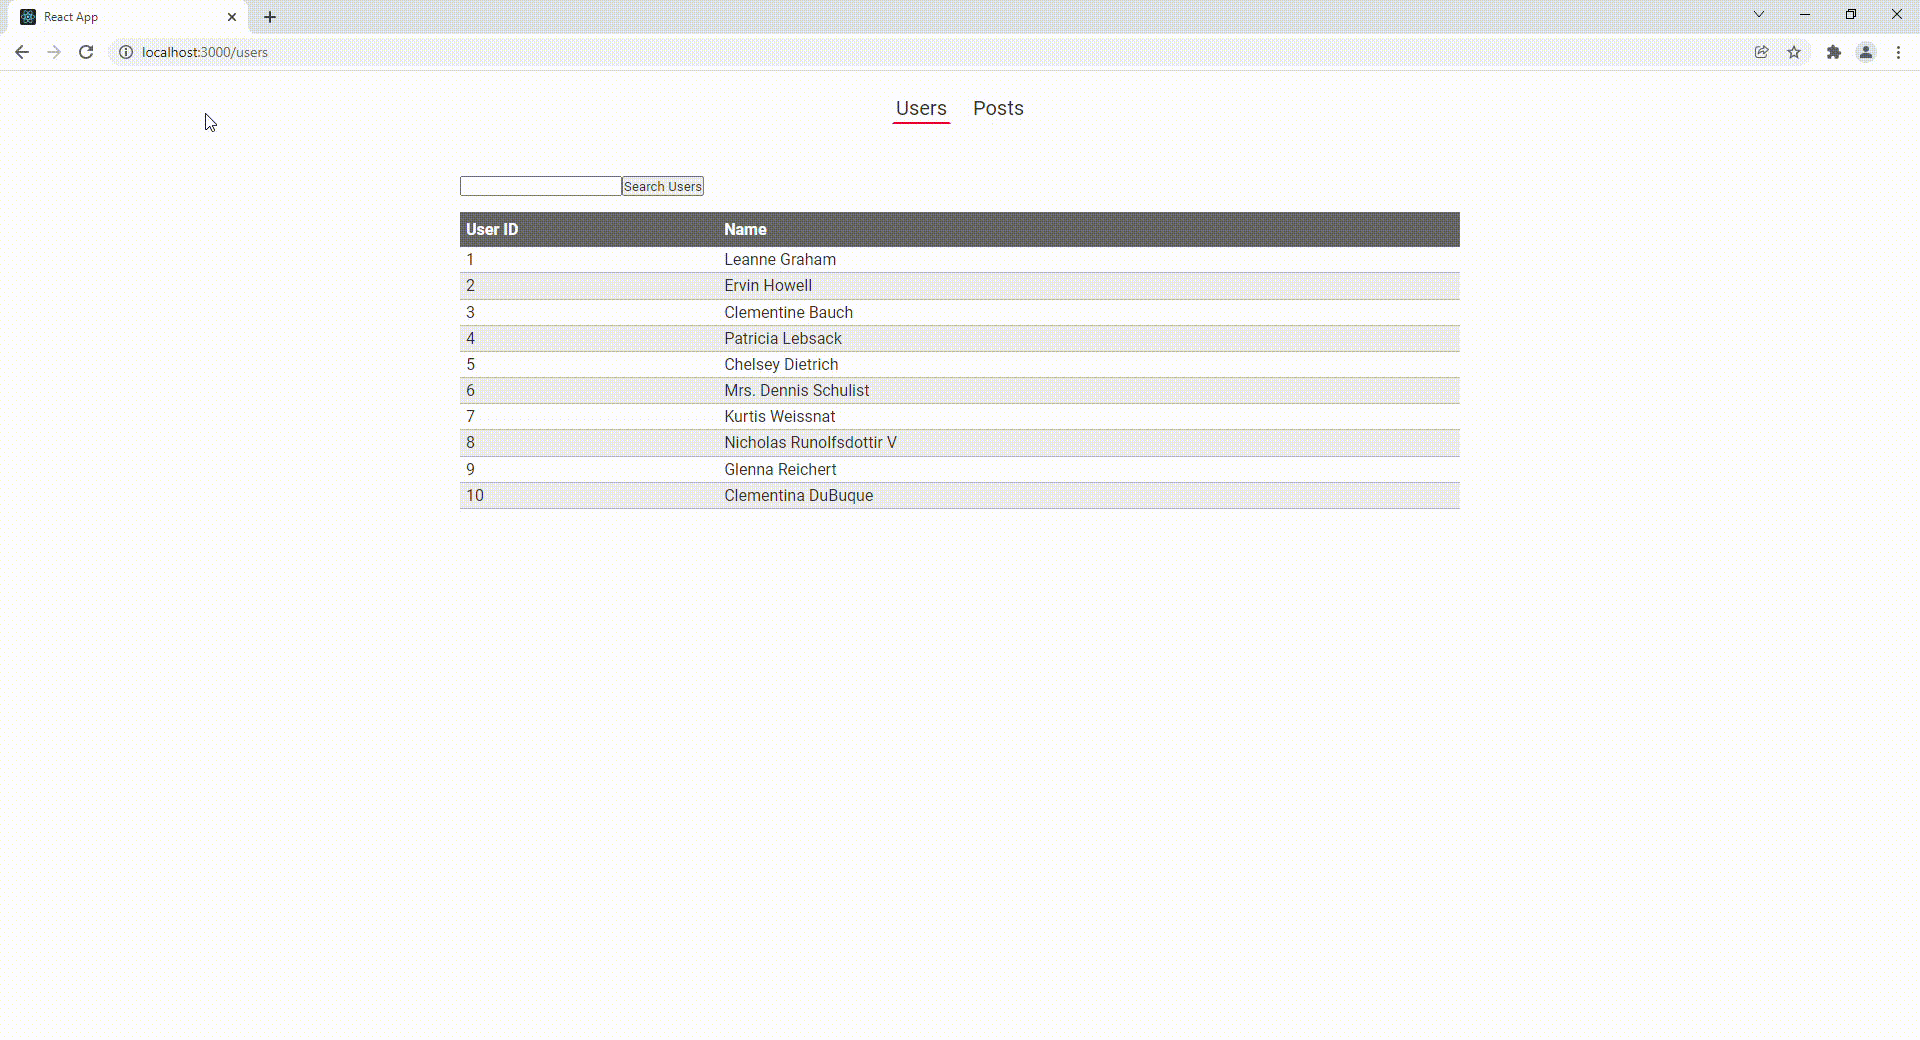 React App
localhost:3000/users
Users Posts
Search Users
User ID Name
1 Leanne Graham
2 Ervin Howell
3 Clementine Bauch
4 Patricia Lebsack
5 Chelsey Dietrich
6 Mrs. Dennis Schulist
7 Kurtis Weissnat
8 Nicholas Runolfsdottir V
9 Glenna Reichert
10 Clementina DuBuque